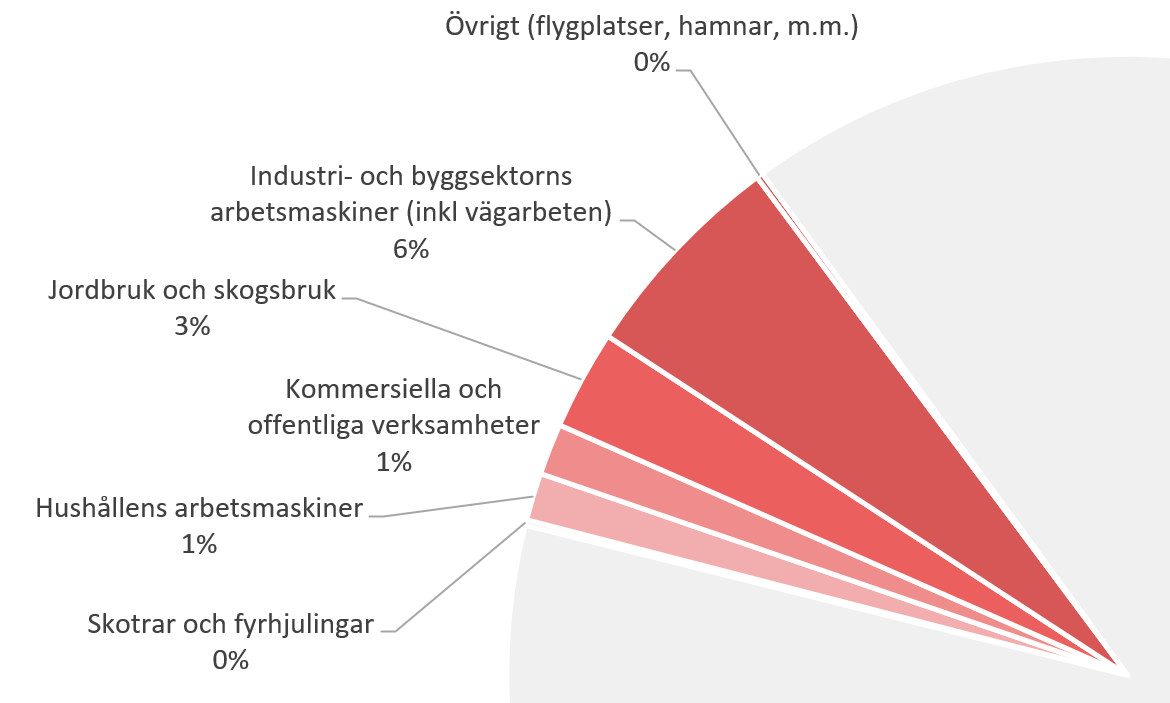 Övrigt (flygplatser, hamnar, m.m.)
0%
Industri- och byggsektorns
arbetsmaskiner (inkl vägarbeten)
6%
Jordbruk och skogsbruk
3%
Kommersiella och
offentliga verksamheter
1%
Hushållens arbetsmaskiner
1%
Skotrar och fyrhjulingar
0%